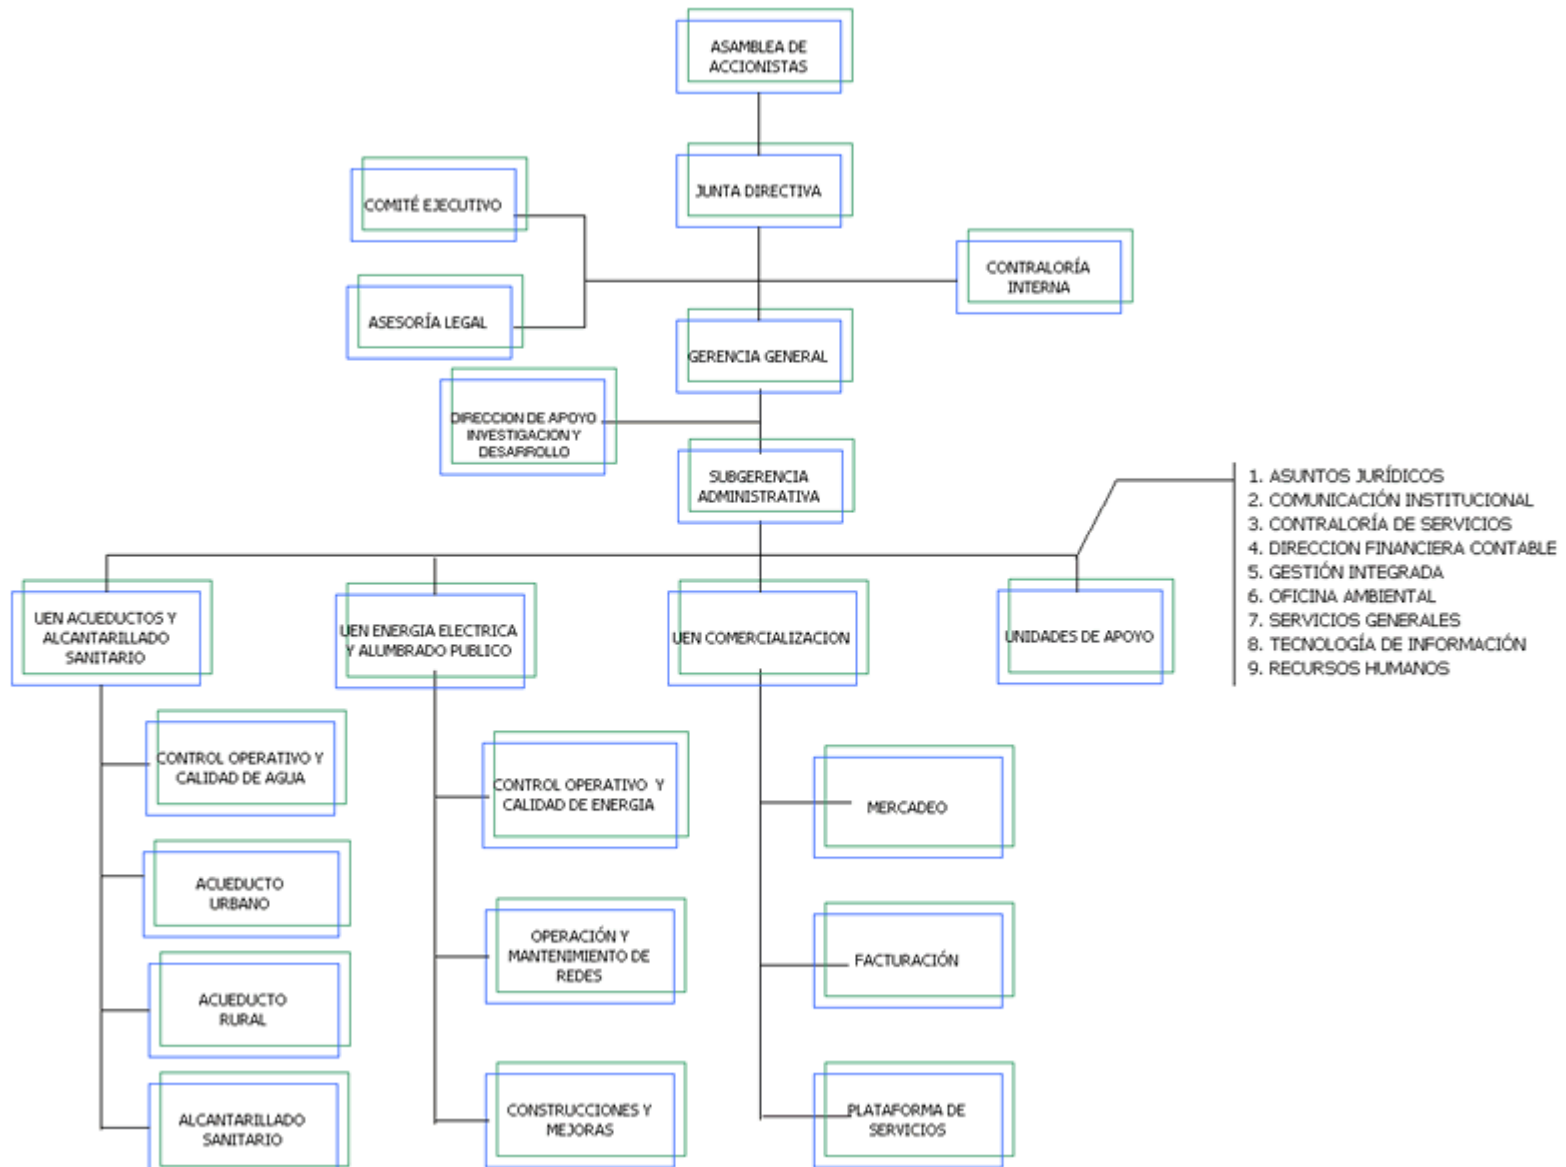 ASAMBLEA DE
ACCIONISTAS
JUNTA DIRECTIVA
COMITÉ EJECUTIVO
CONTRALORÍA
INTERNA
ASESORÍA LEGAL
GERENCIA GENERAL
DIRECCION DE APOYO
INVESTIGACION Y
DESARROLLO
SUBGERENCIA
ADMINISTRATIVA
1. ASUNTOS JURÍDICOS
2. COMUNICACIÓN INSTITUCIONAL
3. CONTRALORÍA DE SERVICIOS
4. DIRECCION FINANCIERA CONTABLE
5. GESTIÓN INTEGRADA
6. OFICINA AMBIENTAL
7. SERVICIOS GENERALES
8. TECNOLOGÍA DE INFORMACIÓN
9. RECURSOS HUMANOS
UEN ACUEDUCTOS Y
ALCANTARILLADO
SANITARIO
UEN ENERGIA ELECTRICA
Y ALUMBRADO PUBLICO
UEN COMERCIALIZACION
UNIDADES DE APOYO
CONTROL OPERATIVO Y
CALIDAD DE AGUA
ACUEDUCTO
URBANO
ACUEDUCTO
RURAL
ALCANTARILLADO
SANITARIO
CONTROL OPERATIVO Y
CALIDAD DE ENERGIA
OPERACIÓN Y
MANTENIMIENTO DE
REDES
CONSTRUCCIONES Y
MEJORAS
MERCADEO
FACTURACIÓN
PLATAFORMA DE
SERVICIOS